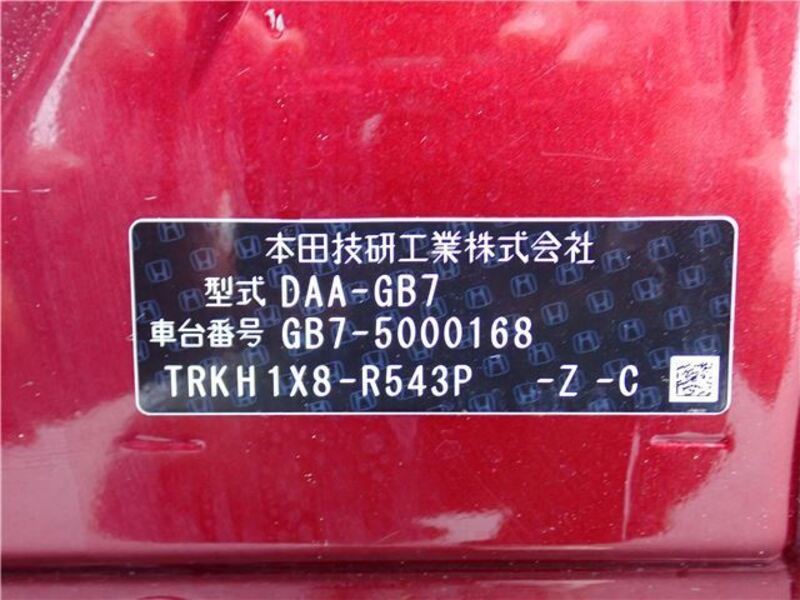 本田技研工業株式会社
型式 DAA-GB7
車台番号 GB7-5000168
TRKH1X8-R543P -Z -C